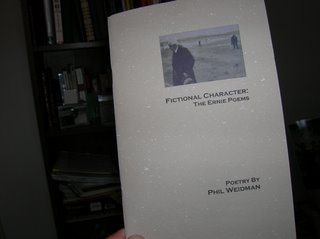 Fictional Character:
The Ernie Poems
Poetry By
Phil Weidman